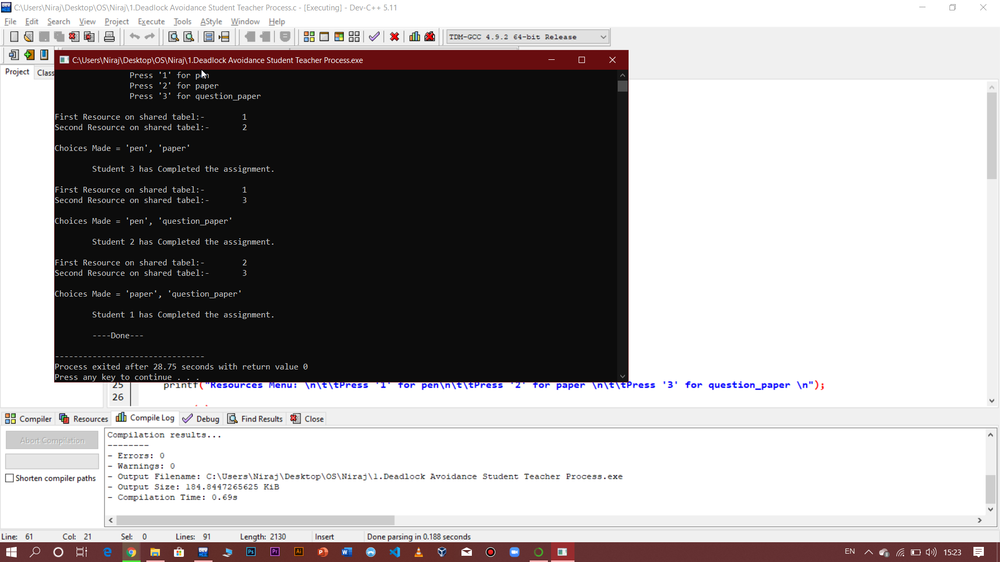 C:\Users\Niraj\Desktop\OS\Niraj\1.Deadlock Avoidance Student Teacher Process.c - [Executing] - Dev-C++ 5.11
File Edit Search View Project Execute Tools AStyle Window Help
TDM-GCC 4.9.2 64-bit Release
C:\Users\Niraj\Desktop\OS\Niraj\1.Deadlock Avoidance Student Teacher Process.exe
Project Class
Press '1' for pen
Press '2' for paper
Press '3' for question_paper
First Resource on shared tabel:- 1
Second Resource on shared tabel:- 2
Choices Made = 'pen', 'paper'
Student 3 has Completed the assignment.
First Resource on shared tabel:- 1
Second Resource on shared tabel:- 3
Choices Made = 'pen', 'question_paper'
Student 2 has Completed the assignment.
First Resource on shared tabel:- 2
Second Resource on shared tabel:- 3
Choices Made = 'paper', 'question_paper'
Student 1 has Completed the assignment.
----Done---
--------------------------------
Process exited after 28.75 seconds with return value 0
Press any key to continue . . .
25 printf("Resources Menu: \n\t\tPress '1' for pen\n\t\tPress '2' for paper \n\t\tPress '3' for question_paper \n");
26
Compiler Resources Compile Log Debug Find Results Close
Abort Compilation
Shorten compiler paths
Compilation results...
--------
- Errors: 0
- Warnings: 0
- Output Filename: C:\Users\Niraj\Desktop\OS\Niraj\1.Deadlock Avoidance Student Teacher Process.exe
- Output Size: 184.8447265625 KiB
- Compilation Time: 0.69s
Line: 61 Col: 21 Sel: 0 Lines: 91 Length: 2130 Insert Done parsing in 0.188 seconds
EN 15:23